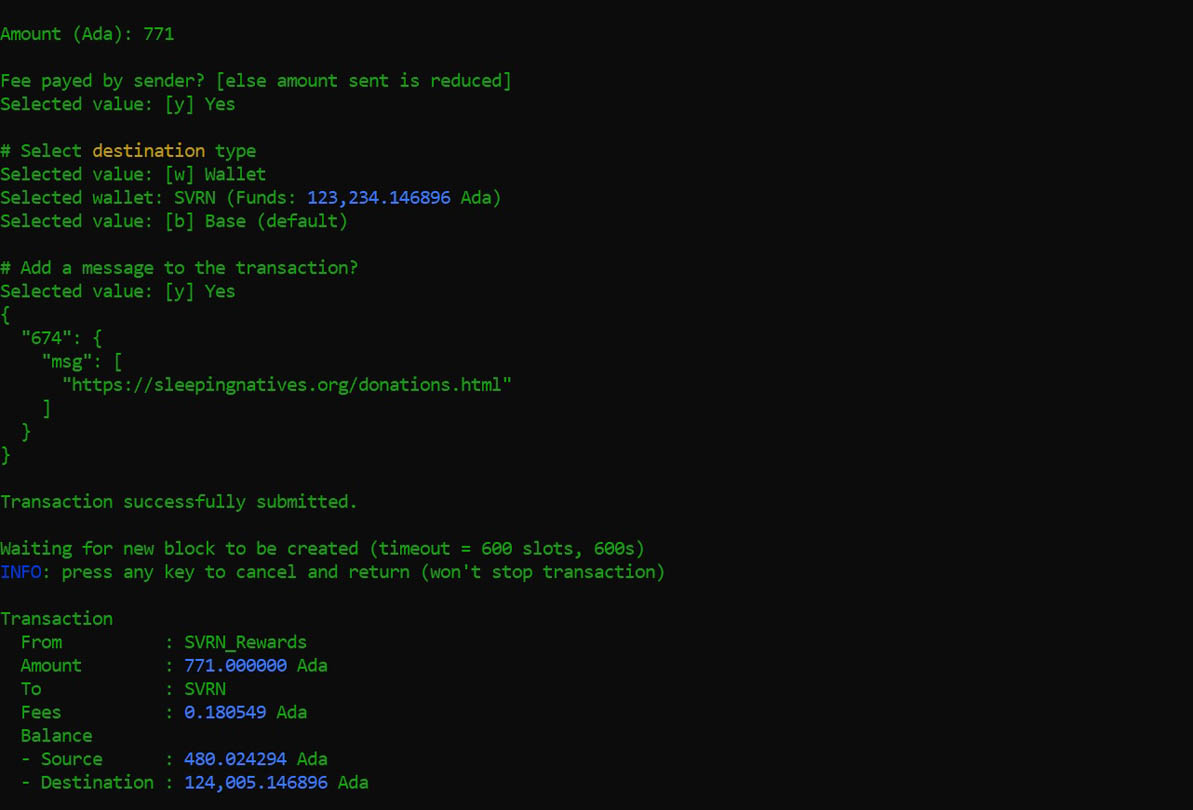 Amount (Ada): 771
Fee payed by sender? [else amount sent is reduced]
Selected value: [y] Yes
# Select destination type
Selected value: [w] Wallet
Selected wallet: SVRN (Funds: 123,234.146896 Ada)
Selected value: [b] Base (default)
# Add a message to the transaction?
Selected value: [y] Yes
{
  "674": {
    "msg": [
      "https://sleepingnatives.org/donations.html"
    ]
  }
}
Transaction successfully submitted.
Waiting for new block to be created (timeout = 600 slots, 600s)
INFO: press any key to cancel and return (won't stop transaction)
Transaction
  From          : SVRN_Rewards
  Amount        : 771.000000 Ada
  To            : SVRN
  Fees          : 0.180549 Ada
  Balance
  - Source      : 480.024294 Ada
  - Destination : 124,005.146896 Ada